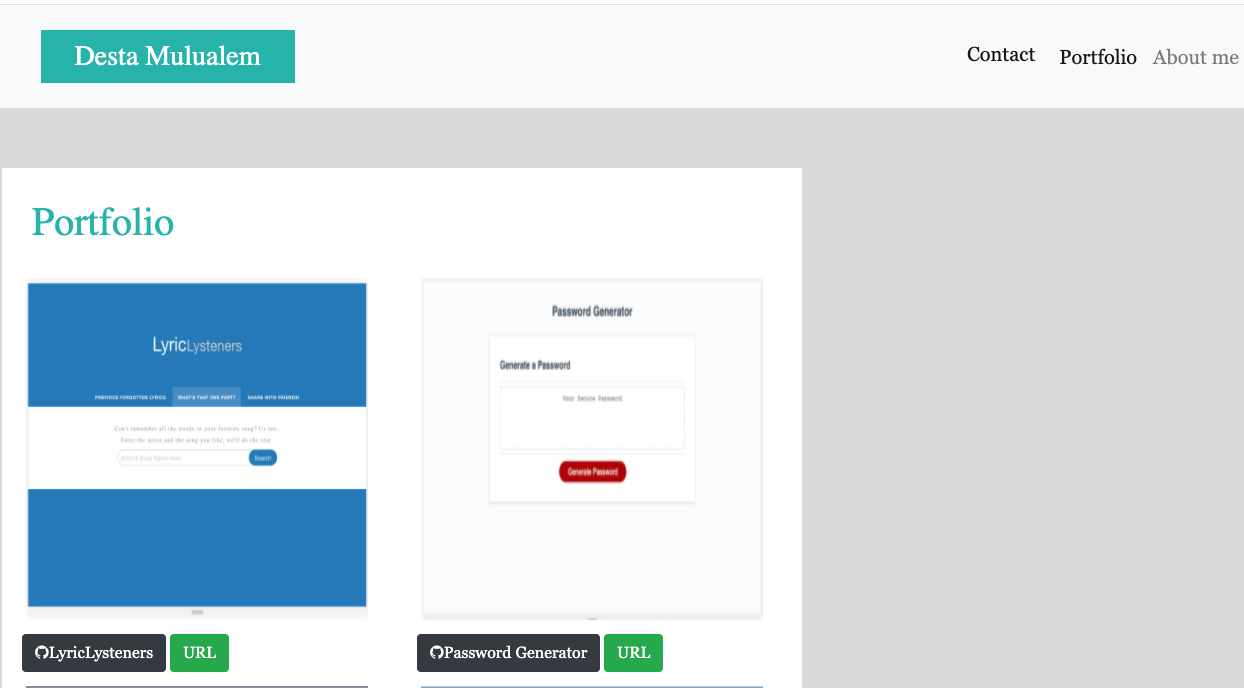 Desta Mulualem
Contact Portfolio About me
Portfolio
LyricLysteners
PREVIOUS FORGOTTEN LYRICS WHAT'S THAT ONE PART? SHARE WITH FRIENDS!
Can't remember all the words to your favorite song? Us too.
Enter the artist and the song you like, we'll do the rest.
Artist & Song Name Here Search
Password Generator
Generate a Password
Your Secure Password
Generate Password
LyricLysteners URL
Password Generator URL